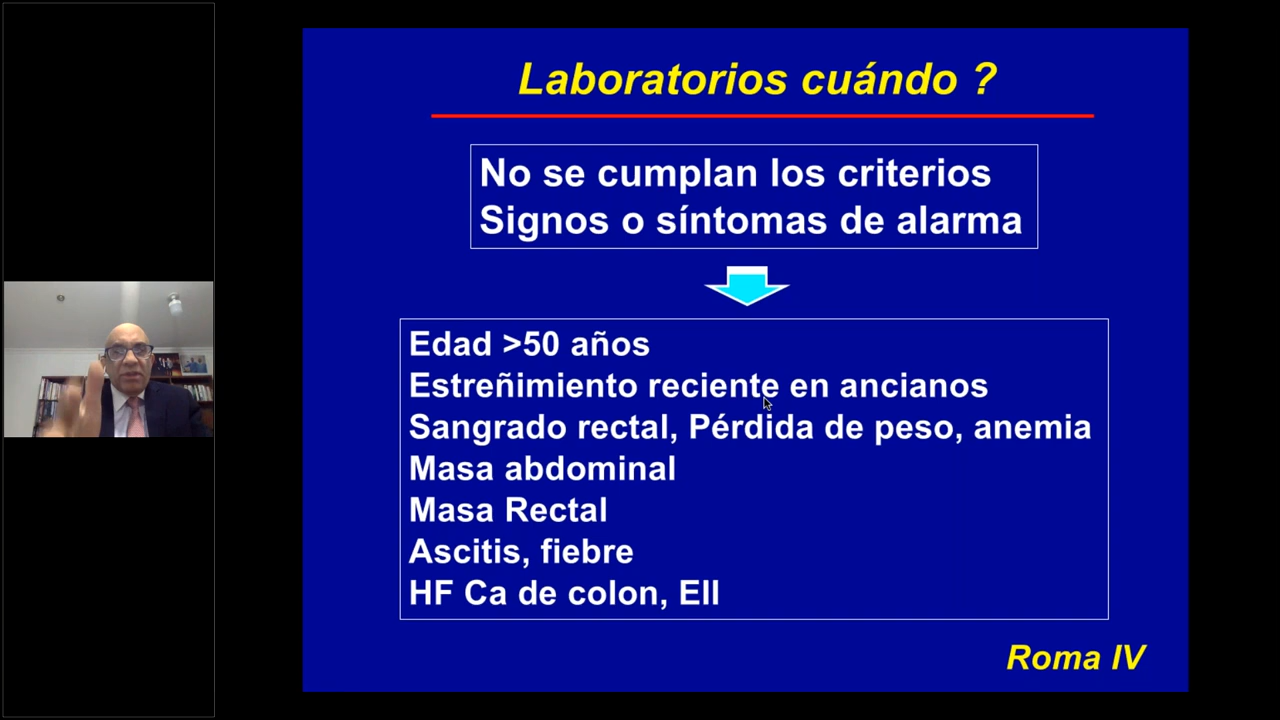 Laboratorios cuándo ?
No se cumplan los criterios
Signos o síntomas de alarma
Edad >50 años
Estreñimiento reciente en ancianos
Sangrado rectal, Pérdida de peso, anemia
Masa abdominal
Masa Rectal
Ascitis, fiebre
HF Ca de colon, EII
Roma IV